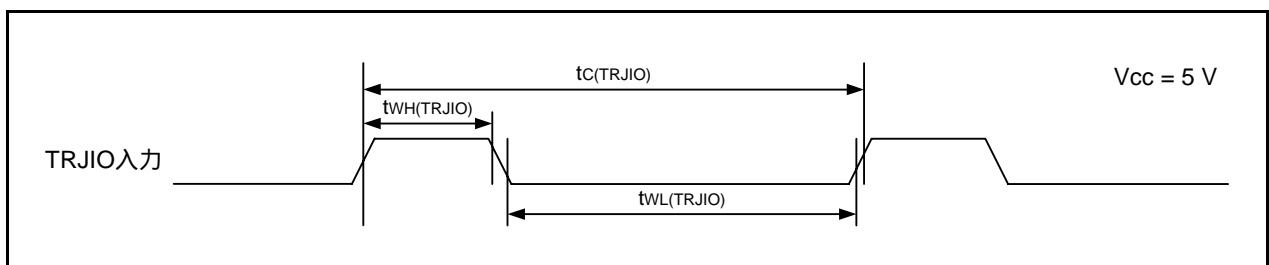 tC(TRJIO)
Vcc = 5 V
tWH(TRJIO)
TRJIO入力
tWL(TRJIO)